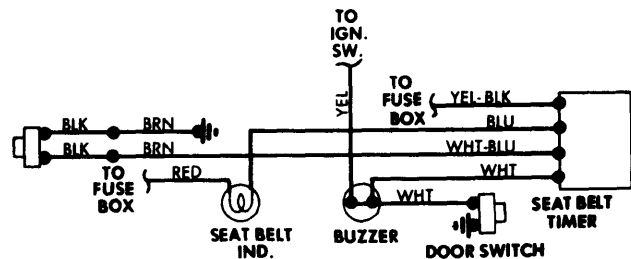 TO
IGN.
SW.
YEL
TO
FUSE
BOX
YEL-BLK
BLU
WHT-BLU
WHT
BLK
BRN
BLK
BRN
TO
FUSE
BOX
RED
WHT
SEAT BELT
IND.
BUZZER
DOOR SWITCH
SEAT BELT
TIMER